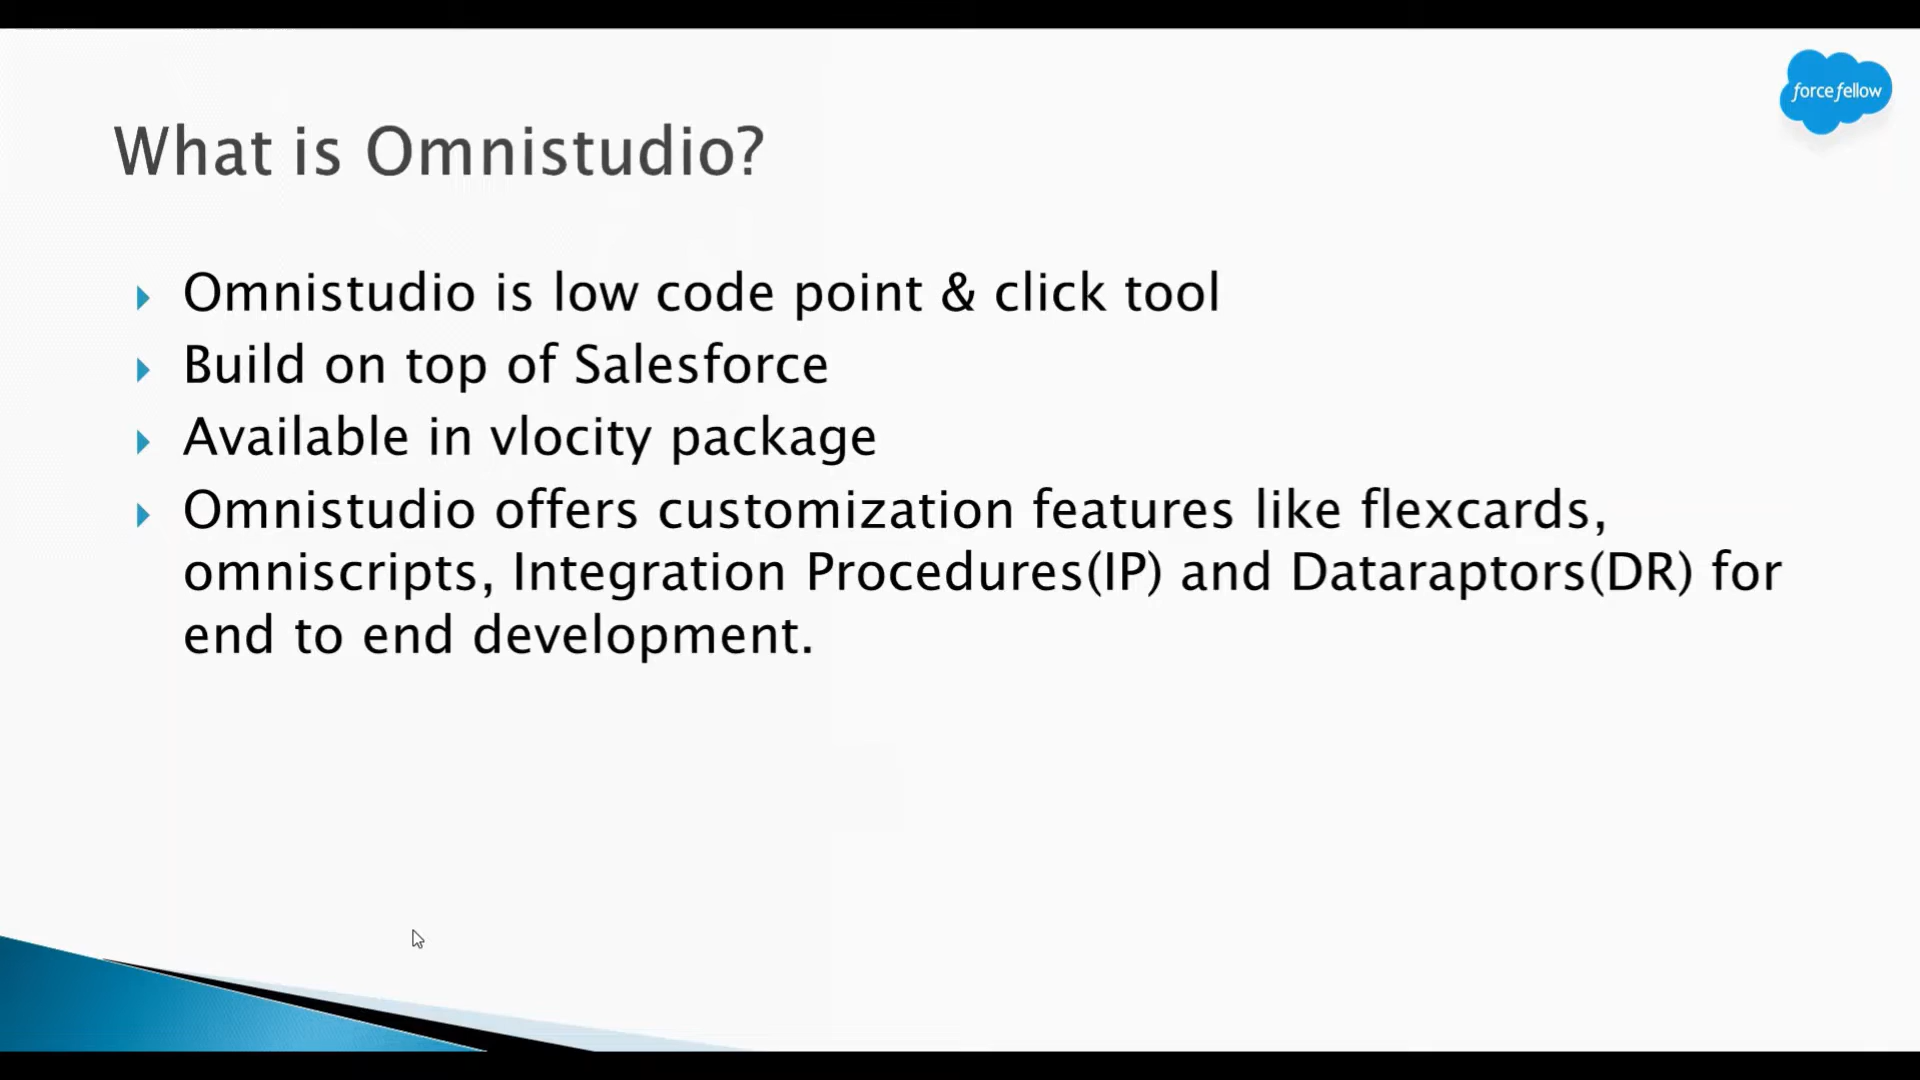 force fellow
What is Omnistudio?
Omnistudio is low code point & click tool
Build on top of Salesforce
Available in vlocity package
Omnistudio offers customization features like flexcards,
omniscripts, Integration Procedures(IP) and Dataraptors(DR) for
end to end development.